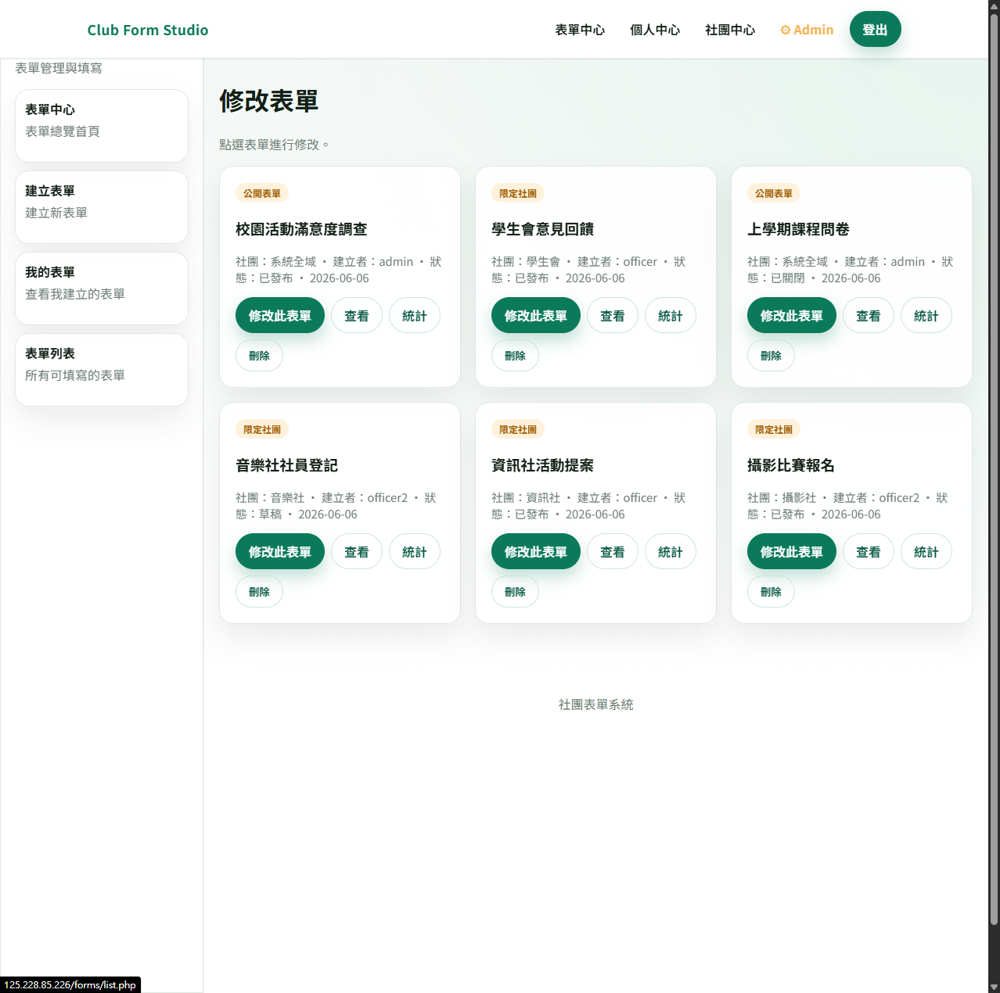 Club Form Studio
表單中心
個人中心
社團中心
⚙ Admin
登出
表單管理與填寫
表單中心
表單總覽首頁
建立表單
建立新表單
我的表單
查看我建立的表單
表單列表
所有可填寫的表單
修改表單
點選表單進行修改。
公開表單
校園活動滿意度調查
社團：系統全域 • 建立者：admin • 狀
態：已發布 • 2026-06-06
修改此表單
查看
統計
刪除
限定社團
學生會意見回饋
社團：學生會 • 建立者：officer • 狀
態：已發布 • 2026-06-06
修改此表單
查看
統計
刪除
公開表單
上學期課程問卷
社團：系統全域 • 建立者：admin • 狀
態：已關閉 • 2026-06-06
修改此表單
查看
統計
刪除
限定社團
音樂社社員登記
社團：音樂社 • 建立者：officer2 • 狀
態：草稿 • 2026-06-06
修改此表單
查看
統計
刪除
限定社團
資訊社活動提案
社團：資訊社 • 建立者：officer • 狀
態：已發布 • 2026-06-06
修改此表單
查看
統計
刪除
限定社團
攝影比賽報名
社團：攝影社 • 建立者：officer2 • 狀
態：已發布 • 2026-06-06
修改此表單
查看
統計
刪除
社團表單系統
125.228.85.226/forms/list.php